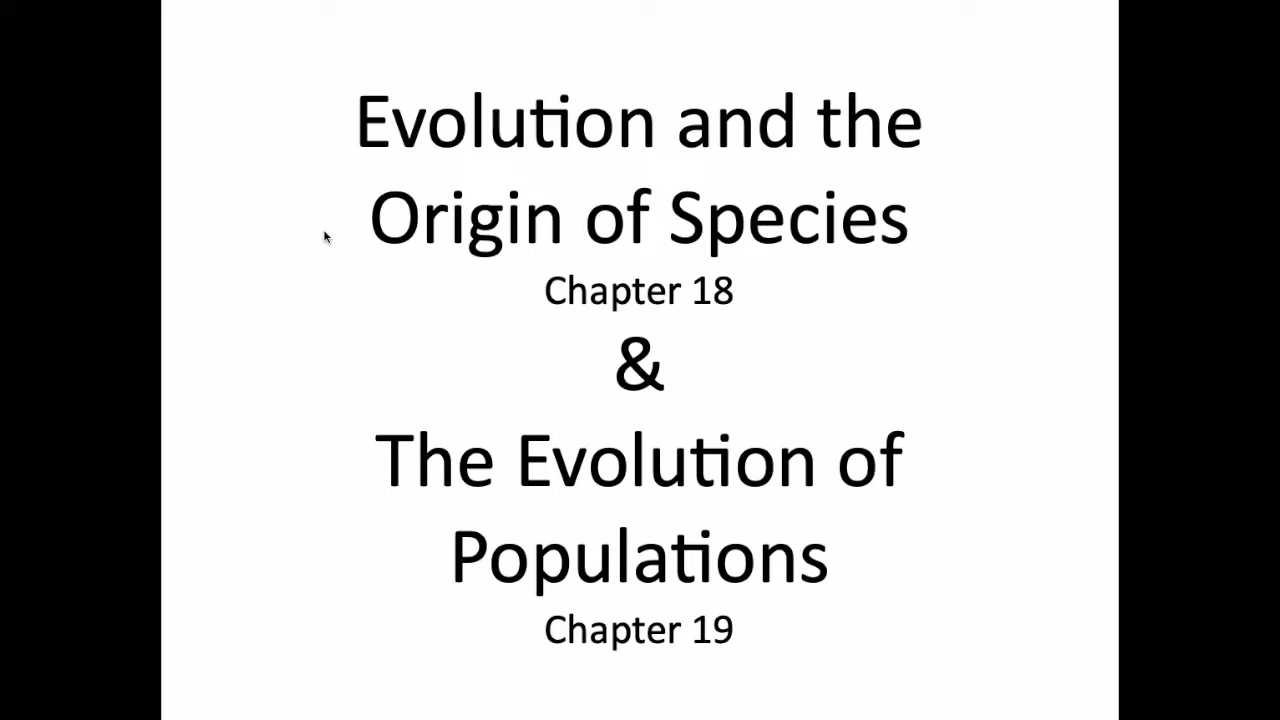 Evolution and the
Origin of Species
Chapter 18
&
The Evolution of
Populations
Chapter 19